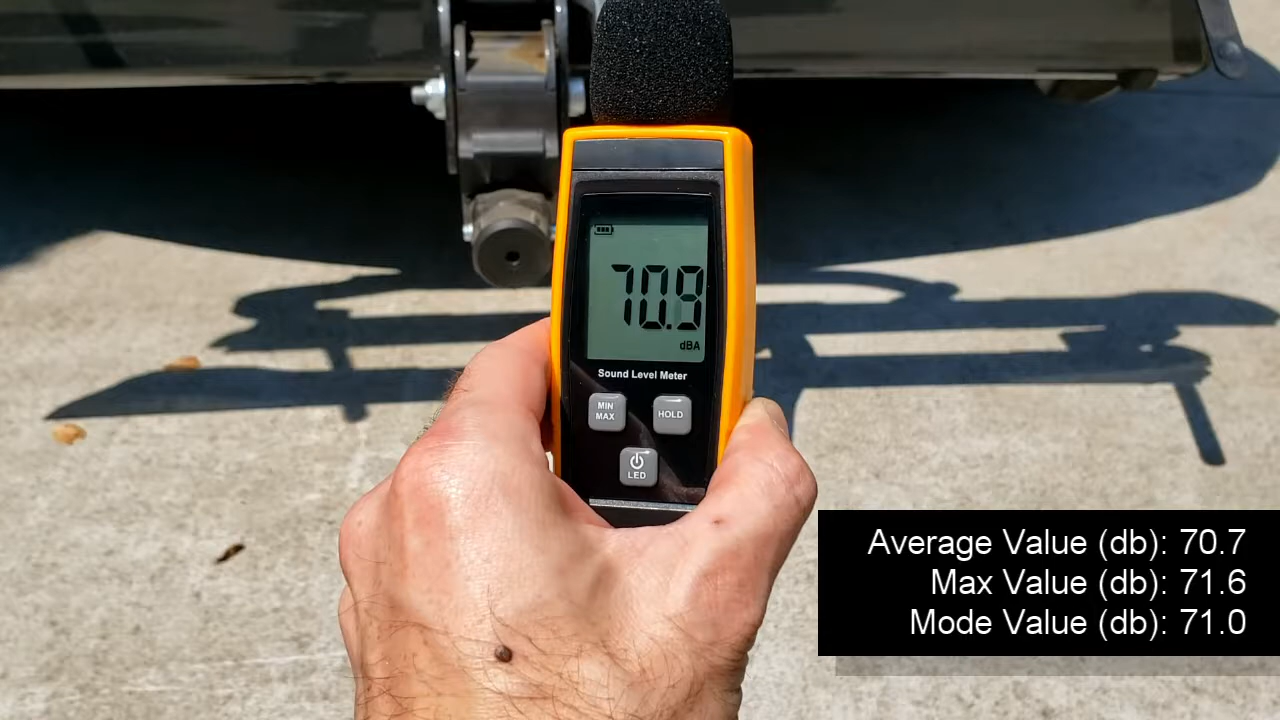 70.9
dBA
Sound Level Meter
MIN
MAX
HOLD
LED
Average Value (db): 70.7
Max Value (db): 71.6
Mode Value (db): 71.0